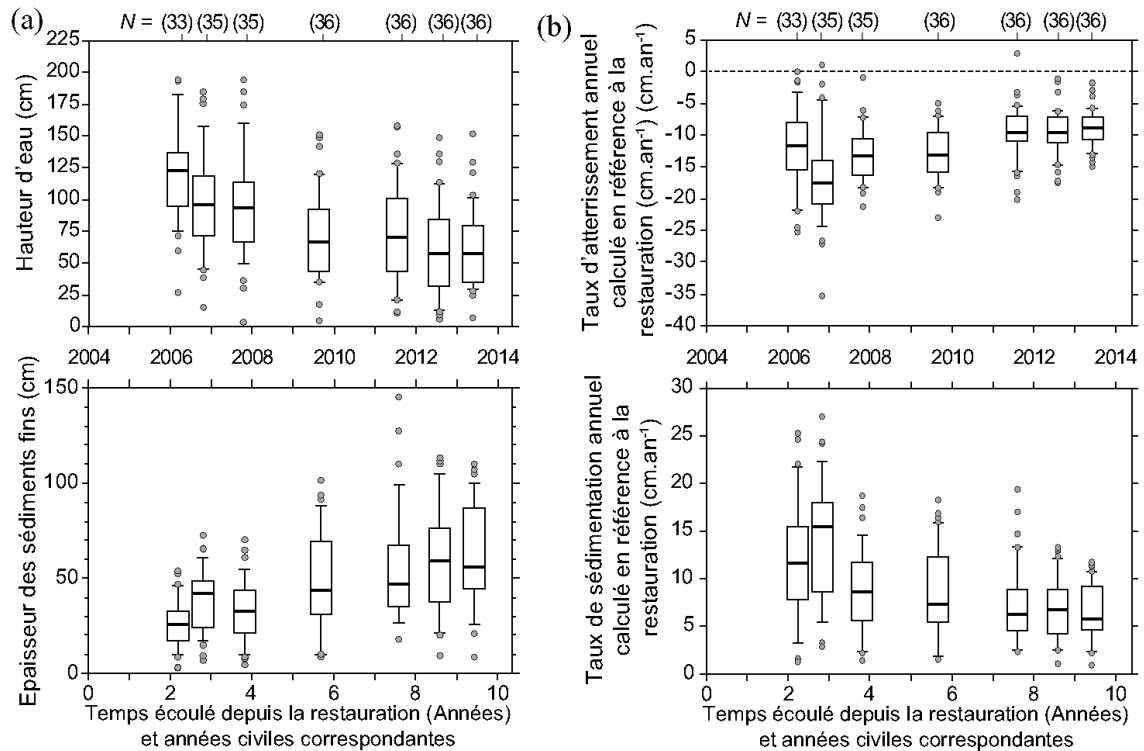 (a)
N = (33) (35) (35) (36) (36) (36) (36)
225
200
175
150
125
100
75
50
25
0
Hauteur d'eau (cm)
2004 2006 2008 2010 2012 2014
150
100
50
0
Epaisseur des sédiments fins (cm)
0 2 4 6 8 10
Temps écoulé depuis la restauration (Années)
et années civiles correspondantes
(b)
(33) (35) (35) (36) (36) (36) (36)
5
0
-5
-10
-15
-20
-25
-30
-35
-40
Taux d'atterrissement annuel
calculé en référence à la
restauration) (cm.an⁻¹) (cm.an⁻¹)
2004 2006 2008 2010 2012 2014
30
25
20
15
10
5
0
Taux de sédimentation annuel
calculé en référence à la
restauration (cm.an⁻¹)
0 2 4 6 8 10
Temps écoulé depuis la restauration (Années)
et années civiles correspondantes